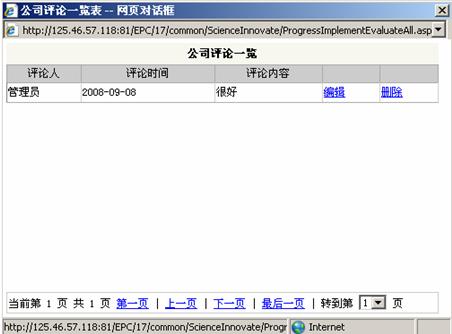 公司评论一览表 -- 网页对话框
http://125.46.57.118:81/EPC/17/common/ScienceInnovate/ProgressImplementEvaluateAll.asp
公司评论一览
评论人 评论时间 评论内容
管理员 2008-09-08 很好 编辑 删除
当前第 1 页 共 1 页 第一页 | 上一页 | 下一页 | 最后一页 | 转到第 1 页
http://125.46.57.118:81/EPC/17/common/ScienceInnovate/Progr Internet